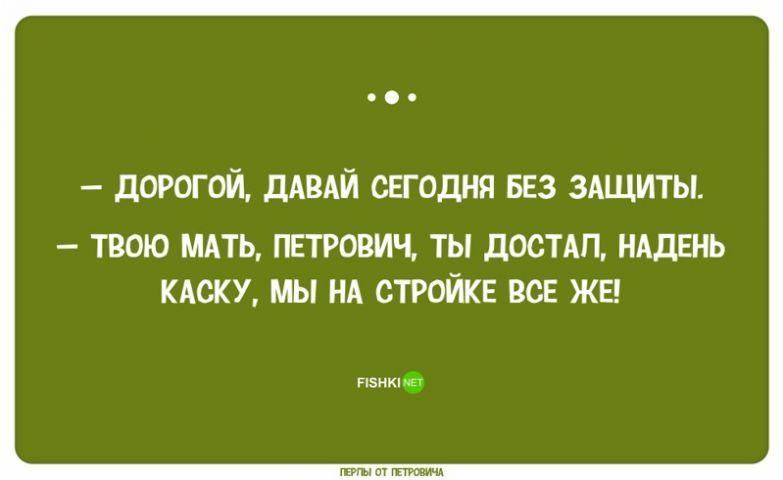 – ДОРОГОЙ, ДАВАЙ СЕГОДНЯ БЕЗ ЗАЩИТЫ.
– ТВОЮ МАТЬ, ПЕТРОВИЧ, ТЫ ДОСТАЛ, НАДЕНЬ
КАСКУ, МЫ НА СТРОЙКЕ ВСЕ ЖЕ!
FISHKI NET
ПЕРЛЫ ОТ ПЕТРОВИЧА